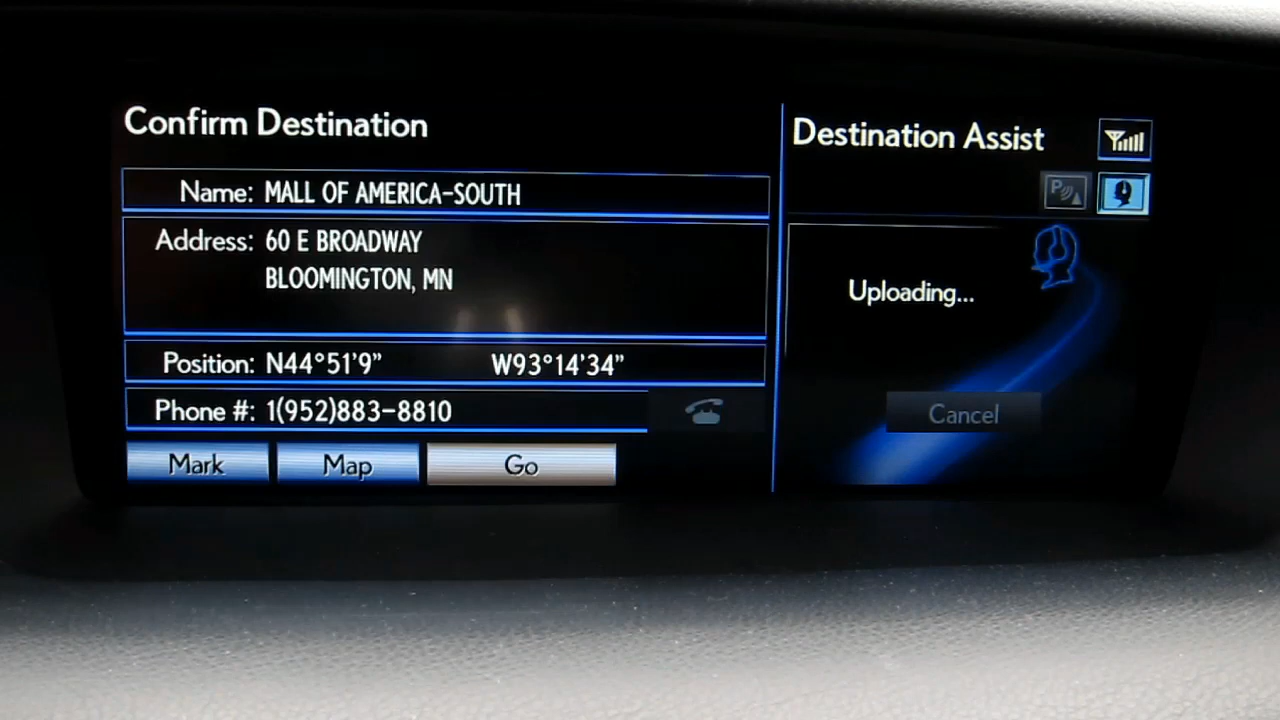 Confirm Destination
Name: MALL OF AMERICA-SOUTH
Address: 60 E BROADWAY
BLOOMINGTON, MN
Position: N44°51'9" W93°14'34"
Phone #: 1(952)883-8810
Mark Map Go
Destination Assist
P
Uploading...
Cancel